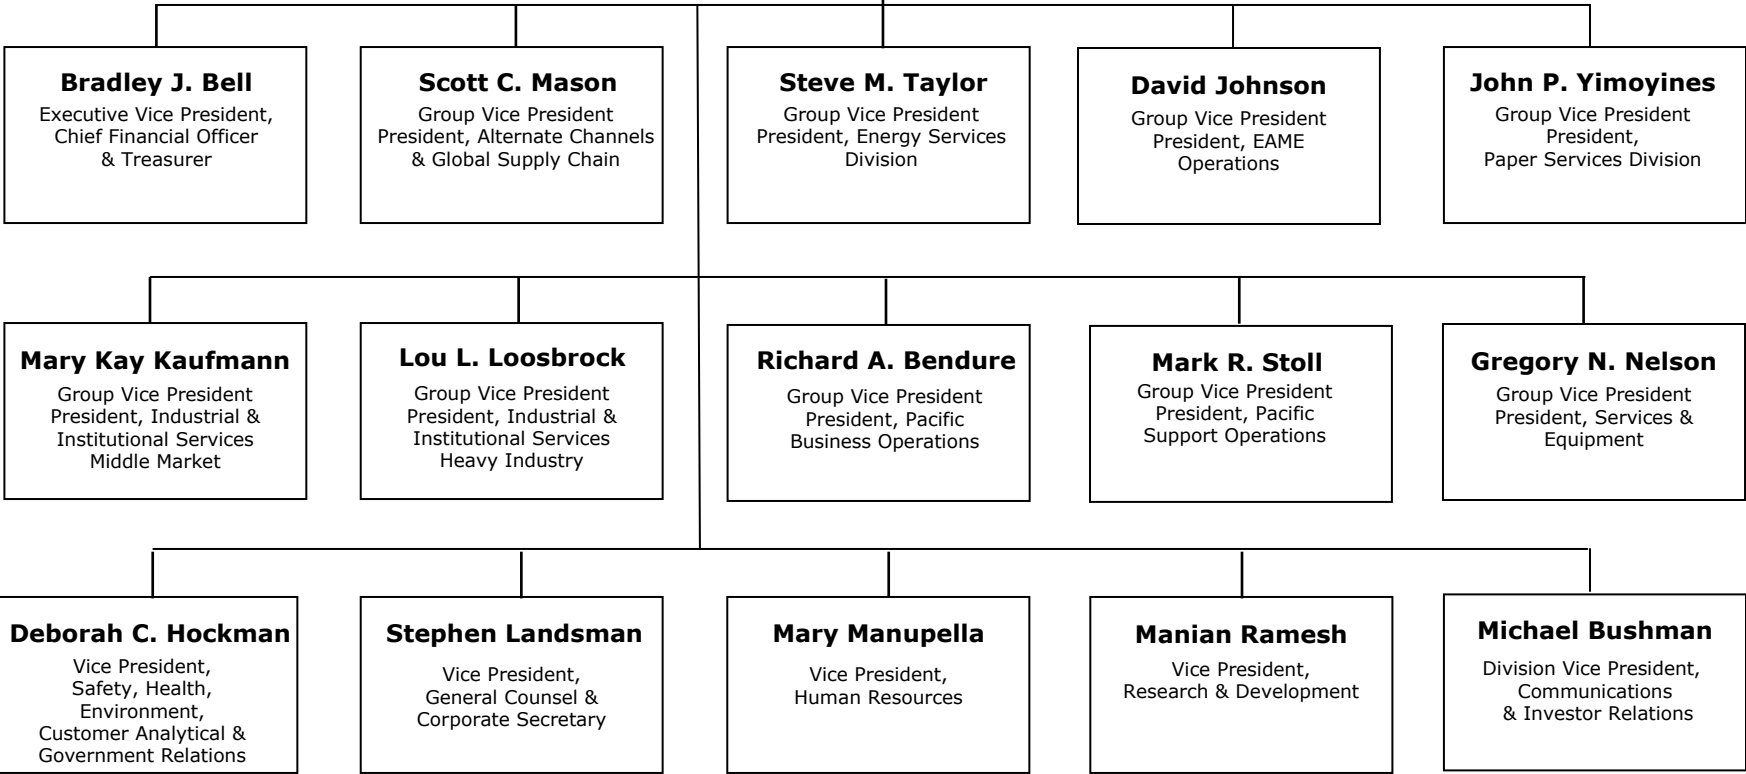 Bradley J. Bell
Executive Vice President,
Chief Financial Officer
& Treasurer
Scott C. Mason
Group Vice President
President, Alternate Channels
& Global Supply Chain
Steve M. Taylor
Group Vice President
President, Energy Services
Division
David Johnson
Group Vice President
President, EAME
Operations
John P. Yimoyines
Group Vice President
President,
Paper Services Division
Mary Kay Kaufmann
Group Vice President
President, Industrial &
Institutional Services
Middle Market
Lou L. Loosbrock
Group Vice President
President, Industrial &
Institutional Services
Heavy Industry
Richard A. Bendure
Group Vice President
President, Pacific
Business Operations
Mark R. Stoll
Group Vice President
President, Pacific
Support Operations
Gregory N. Nelson
Group Vice President
President, Services &
Equipment
Deborah C. Hockman
Vice President,
Safety, Health,
Environment,
Customer Analytical &
Government Relations
Stephen Landsman
Vice President,
General Counsel &
Corporate Secretary
Mary Manupella
Vice President,
Human Resources
Manian Ramesh
Vice President,
Research & Development
Michael Bushman
Division Vice President,
Communications
& Investor Relations